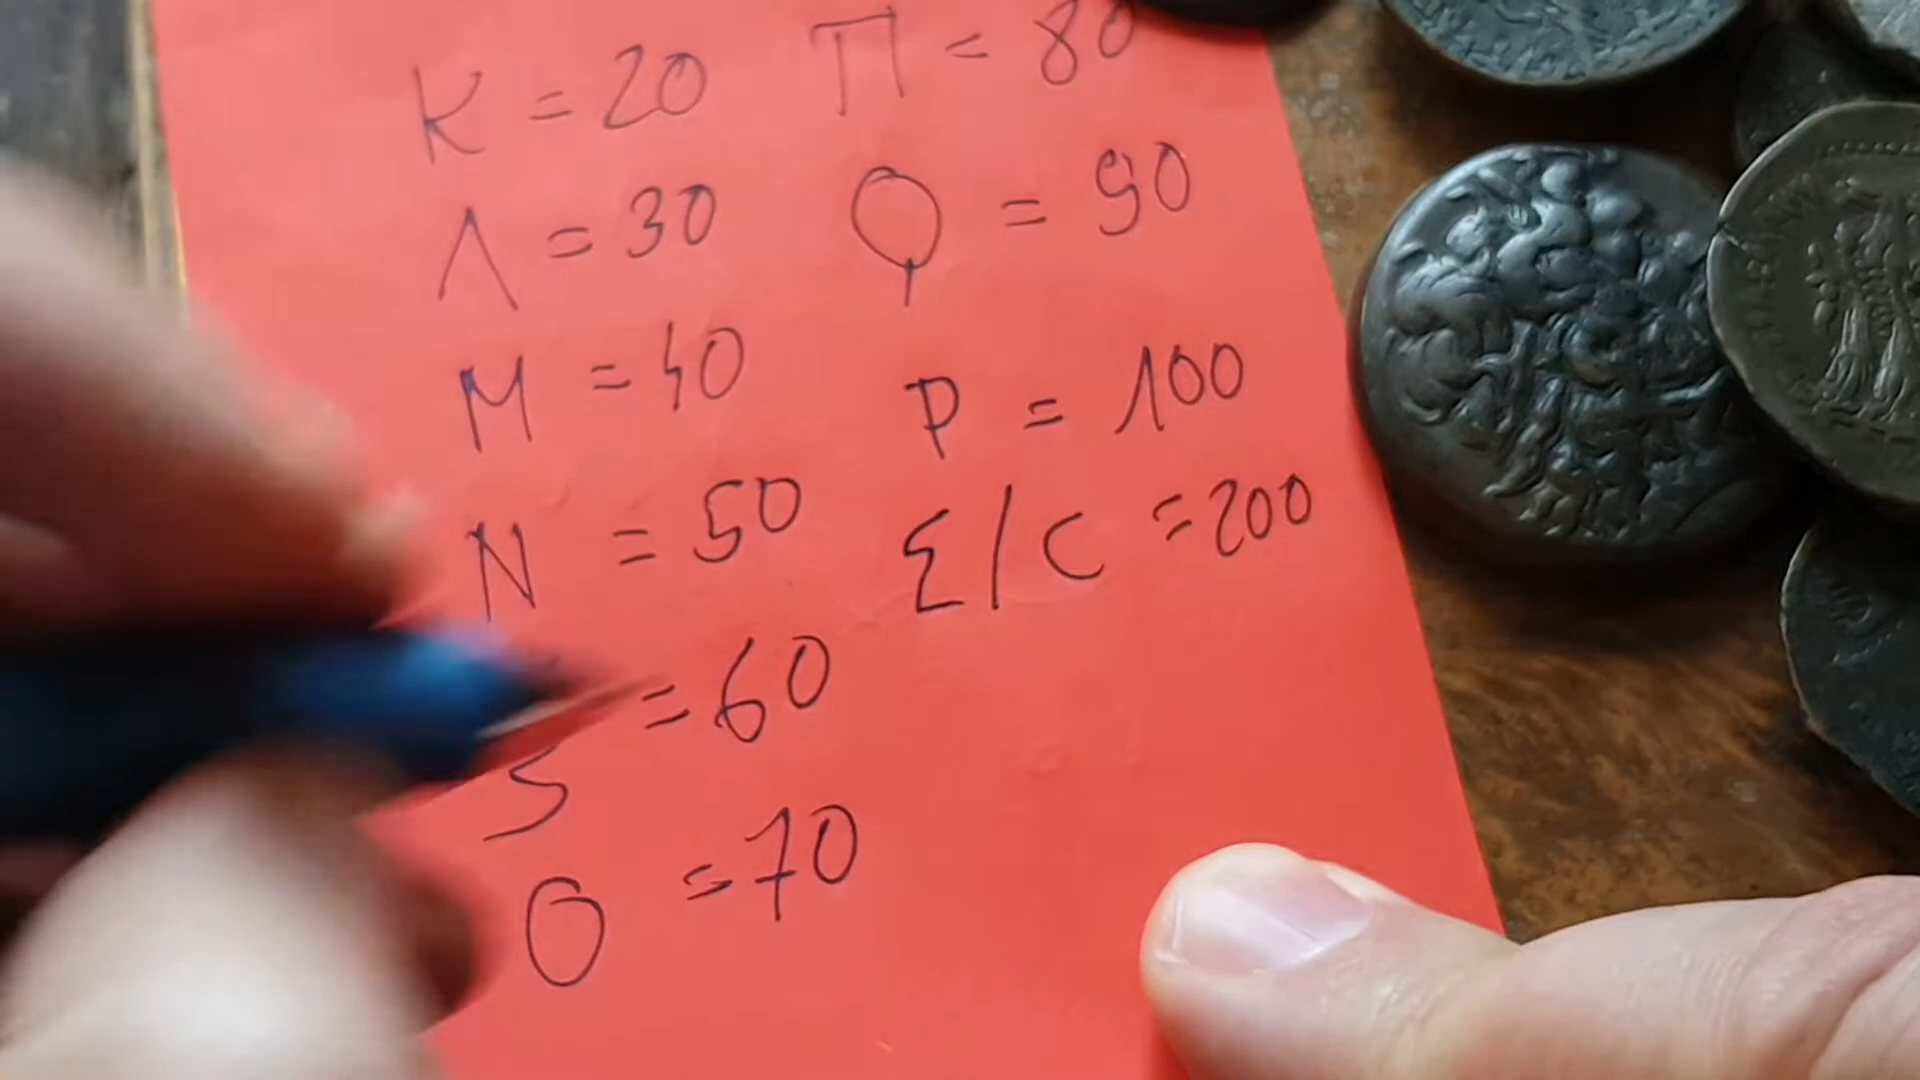 Κ = 20
Λ = 30
Μ = 40
Ν = 50
= 60
Ο = 70
Π = 80
Ϙ = 90
Ρ = 100
Σ/C = 200